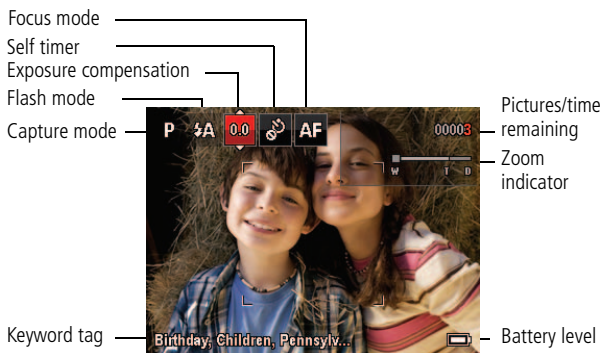 Focus mode
Self timer
Exposure compensation
Flash mode
Capture mode
P
A
0.0
AF
00003
W T D
Pictures/time
remaining
Zoom
indicator
Keyword tag
Birthday, Children, Pennsylv...
Battery level